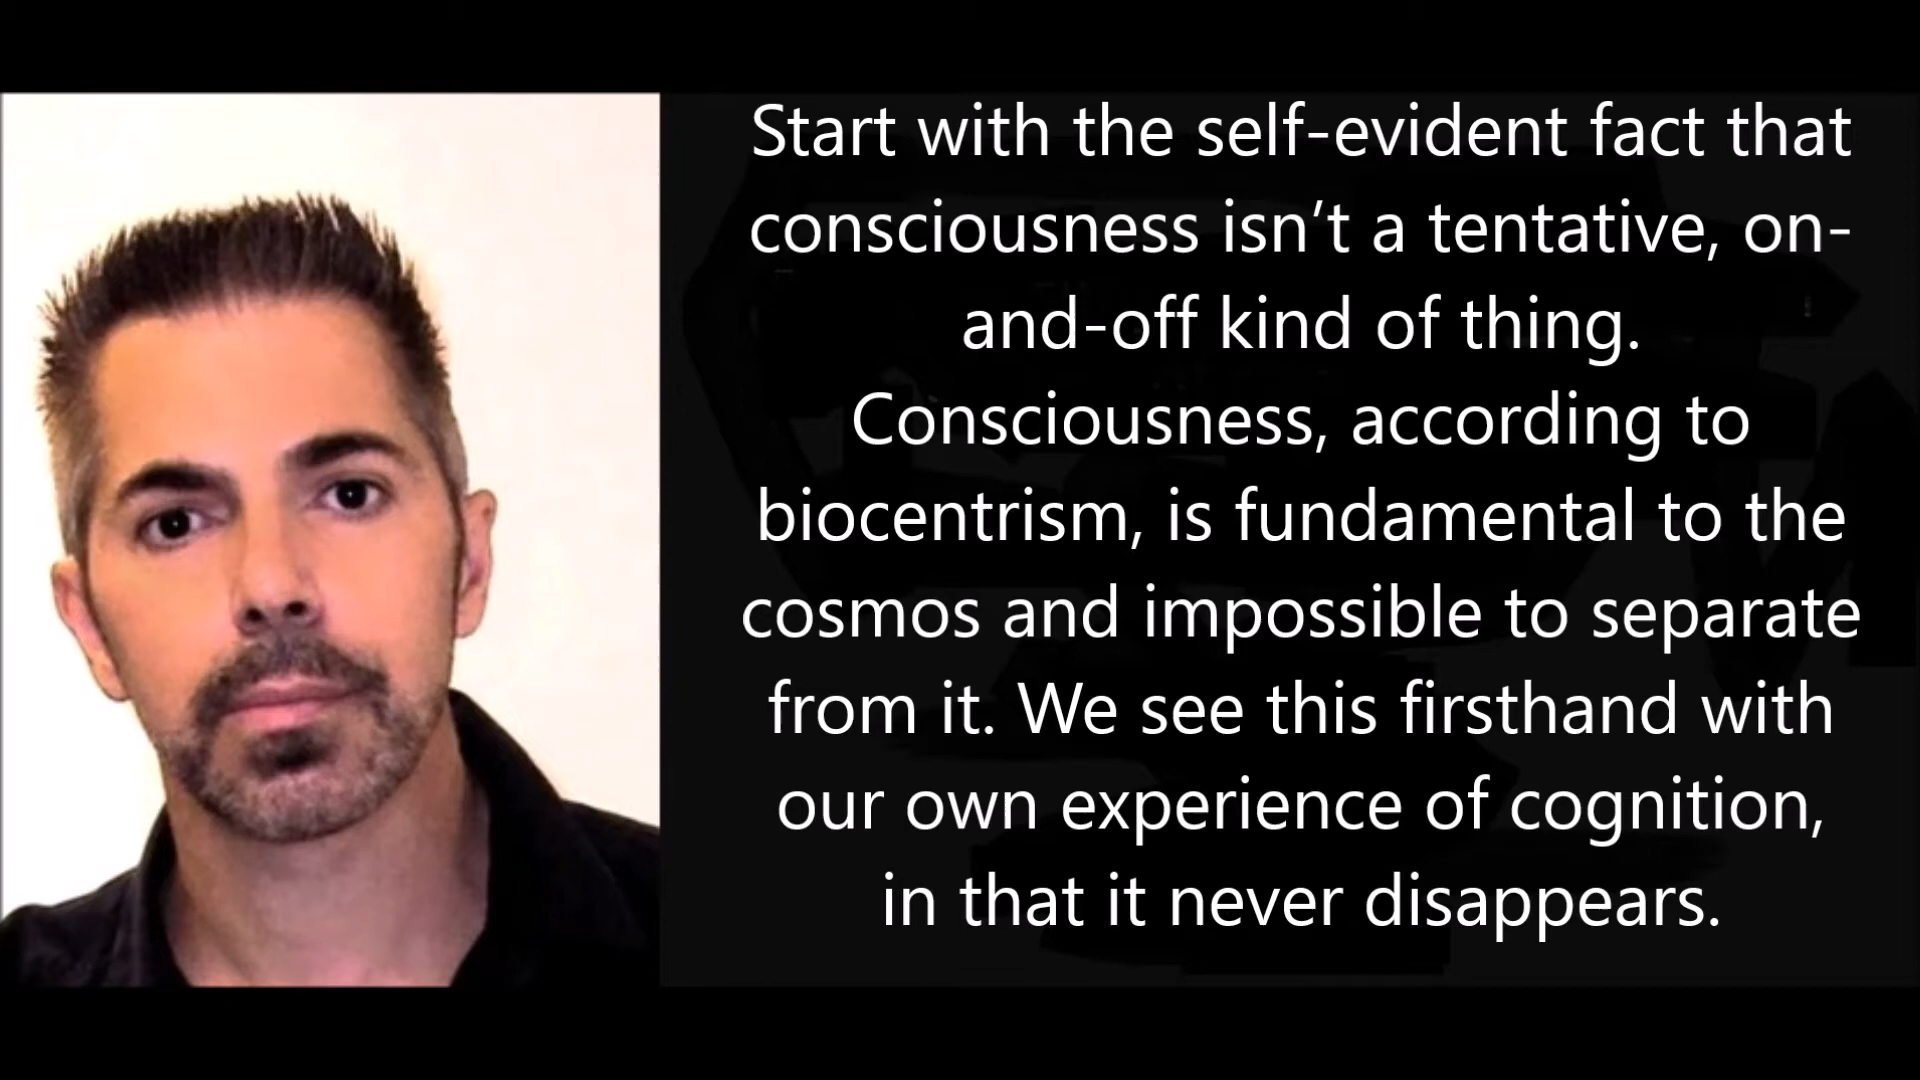 Start with the self-evident fact that
consciousness isn’t a tentative, on-
and-off kind of thing.
Consciousness, according to
biocentrism, is fundamental to the
cosmos and impossible to separate
from it. We see this firsthand with
our own experience of cognition,
in that it never disappears.